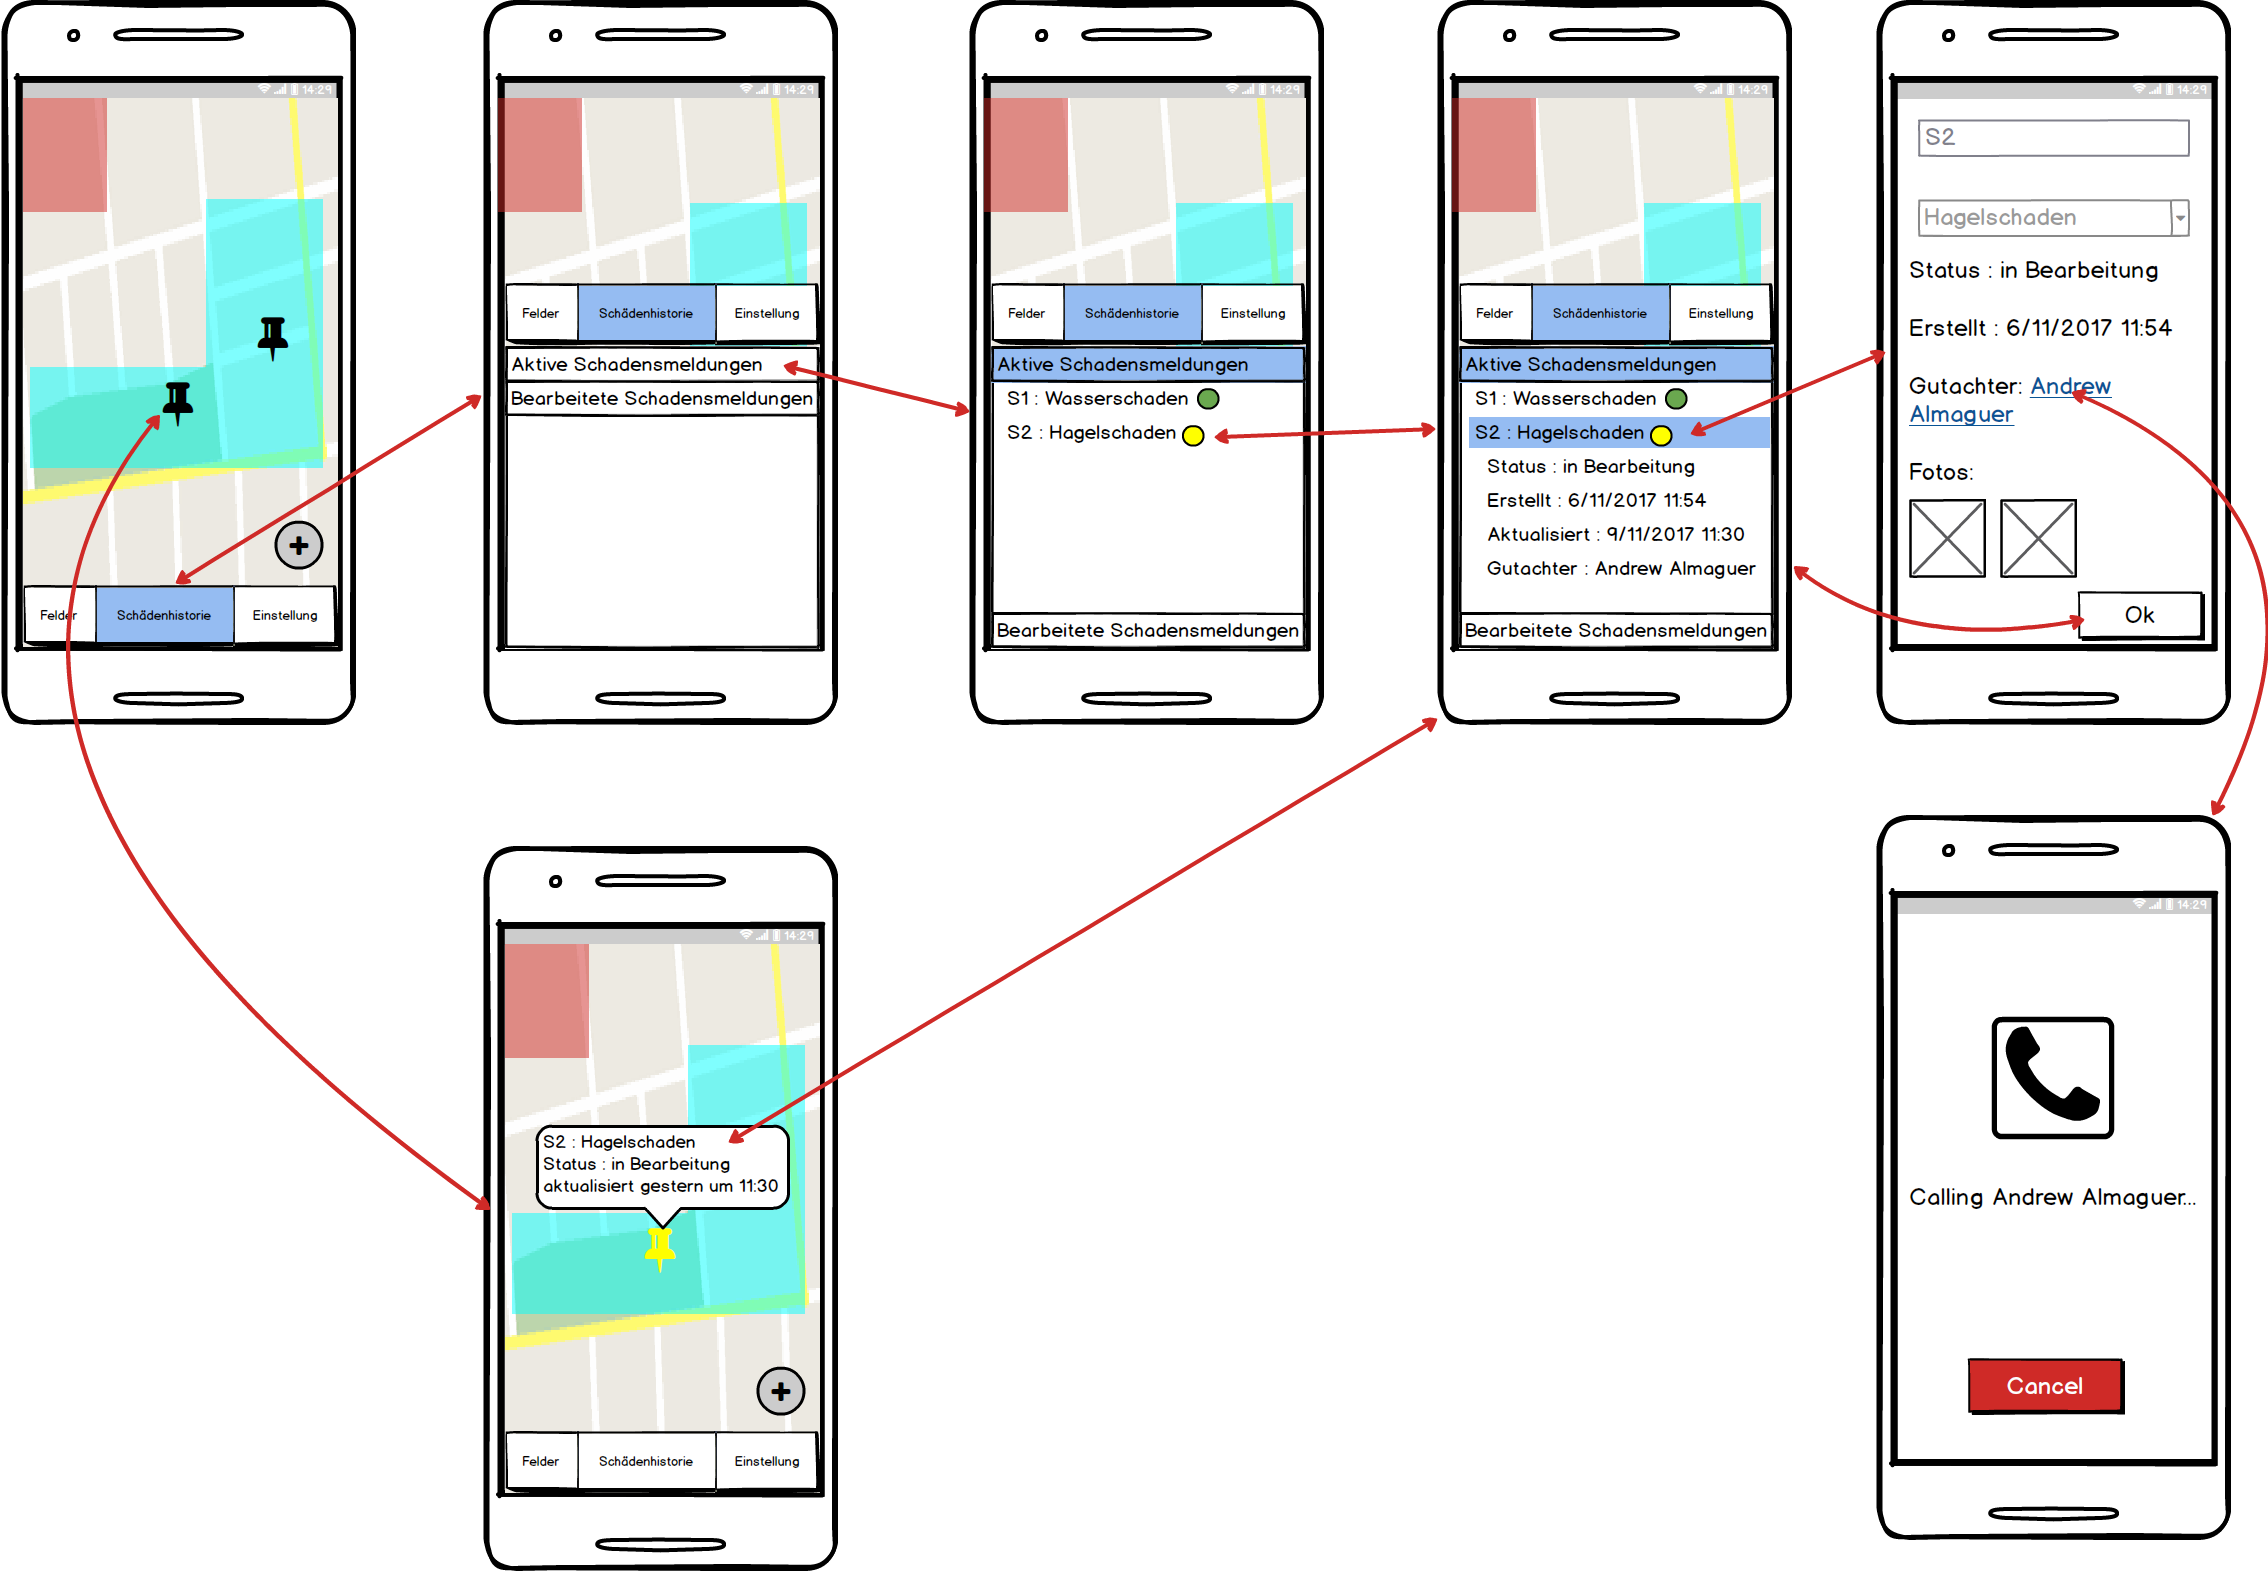 14:29
Felder
Schädenhistorie
Einstellung
14:29
Felder
Schädenhistorie
Einstellung
Aktive Schadensmeldungen
Bearbeitete Schadensmeldungen
14:29
Felder
Schädenhistorie
Einstellung
Aktive Schadensmeldungen
S1 : Wasserschaden
S2 : Hagelschaden
Bearbeitete Schadensmeldungen
14:29
Felder
Schädenhistorie
Einstellung
Aktive Schadensmeldungen
S1 : Wasserschaden
S2 : Hagelschaden
Status : in Bearbeitung
Erstellt : 6/11/2017 11:54
Aktualisiert : 9/11/2017 11:30
Gutachter : Andrew Almaguer
Bearbeitete Schadensmeldungen
14:29
S2
Hagelschaden
Status : in Bearbeitung
Erstellt : 6/11/2017 11:54
Gutachter: Andrew
Almaguer
Fotos:
Ok
14:29
S2 : Hagelschaden
Status : in Bearbeitung
aktualisiert gestern um 11:30
Felder
Schädenhistorie
Einstellung
14:29
Calling Andrew Almaguer...
Cancel